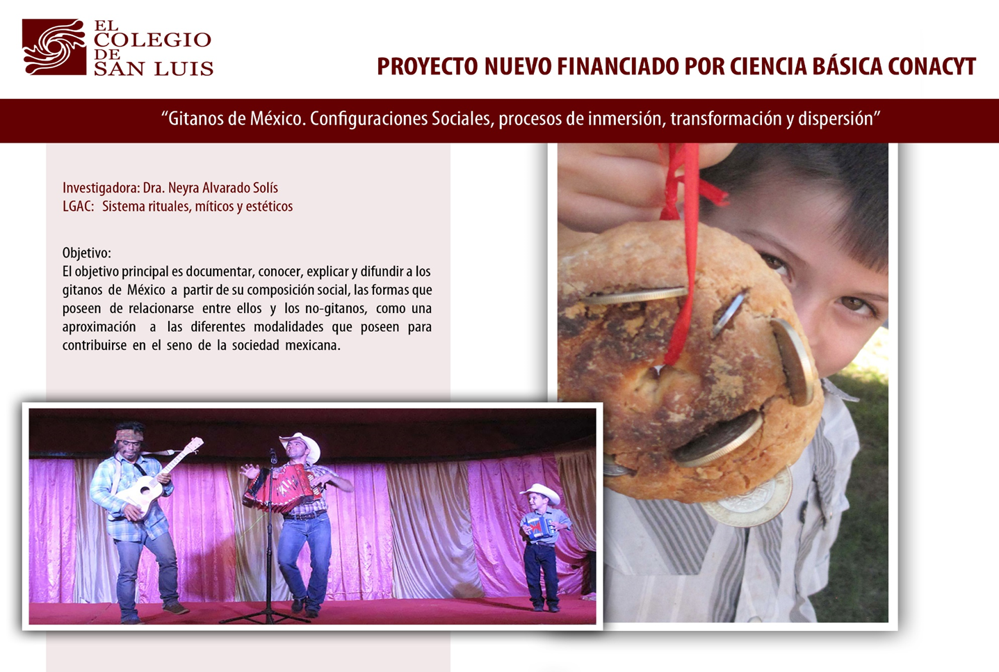 EL
COLEGIO
DE
SAN LUIS
PROYECTO NUEVO FINANCIADO POR CIENCIA BÁSICA CONACYT
“Gitanos de México. Configuraciones Sociales, procesos de inmersión, transformación y dispersión”
Investigadora: Dra. Neyra Alvarado Solís
LGAC: Sistema rituales, míticos y estéticos
Objetivo:
El objetivo principal es documentar, conocer, explicar y difundir a los
gitanos de México a partir de su composición social, las formas que
poseen de relacionarse entre ellos y los no-gitanos, como una
aproximación a las diferentes modalidades que poseen para
contribuirse en el seno de la sociedad mexicana.